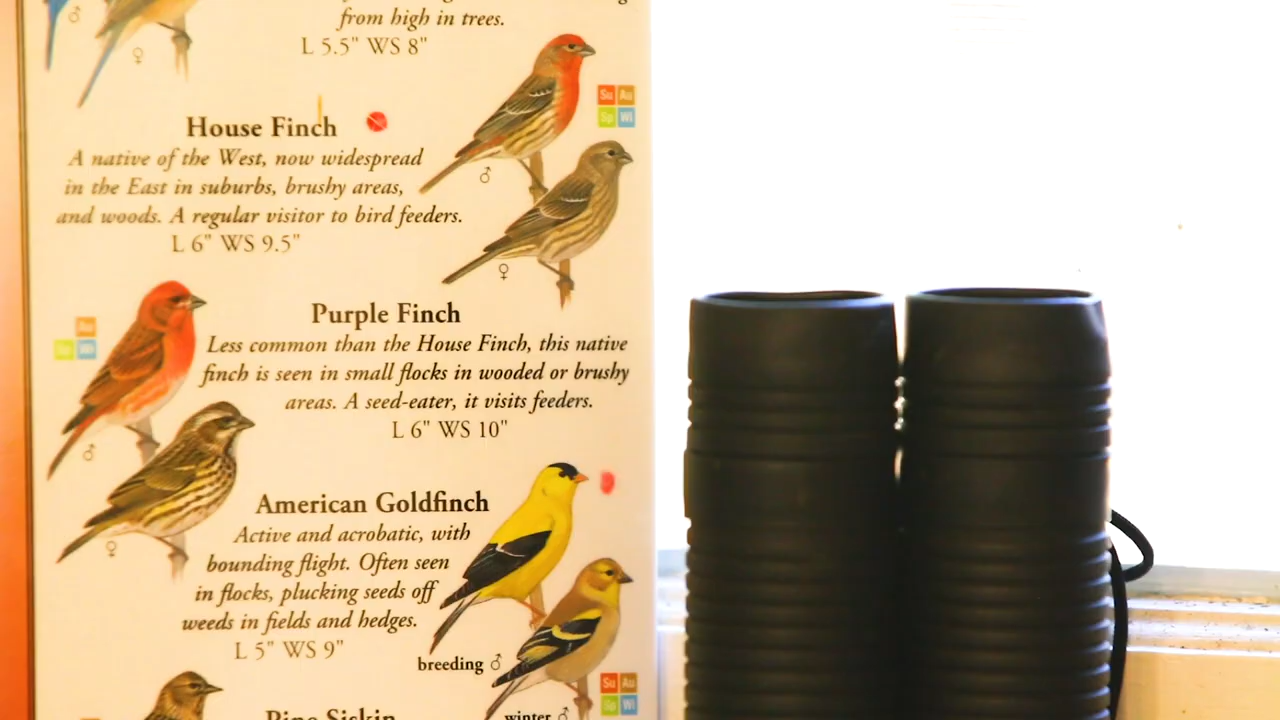 from high in trees.
L 5.5" WS 8"
♂
♀
Su Au
Sp Wi
House Finch
A native of the West, now widespread
in the East in suburbs, brushy areas,
and woods. A regular visitor to bird feeders.
L 6" WS 9.5"
♂
♀
Purple Finch
Au
Wi
Less common than the House Finch, this native
finch is seen in small flocks in wooded or brushy
areas. A seed-eater, it visits feeders.
L 6" WS 10"
♂
♀
American Goldfinch
Active and acrobatic, with
bounding flight. Often seen
in flocks, plucking seeds off
weeds in fields and hedges.
L 5" WS 9"
breeding ♂
Su Au
Sp Wi
Pine Siskin
winter ♂